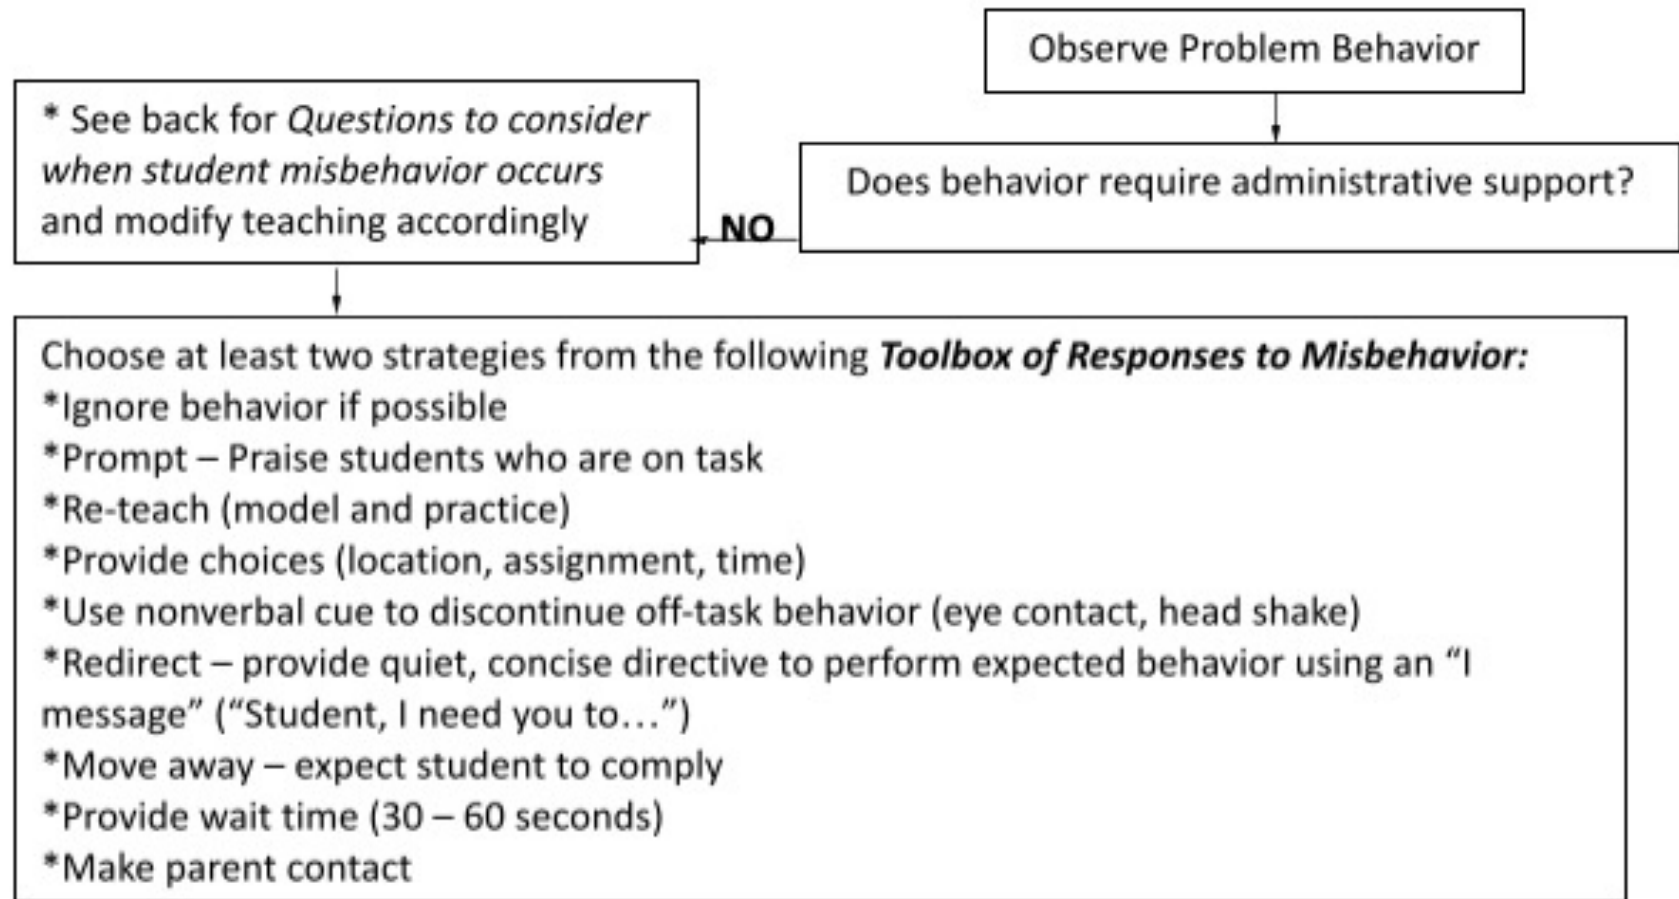 Observe Problem Behavior
Does behavior require administrative support?
NO
* See back for Questions to consider
when student misbehavior occurs
and modify teaching accordingly
Choose at least two strategies from the following Toolbox of Responses to Misbehavior:
*Ignore behavior if possible
*Prompt – Praise students who are on task
*Re-teach (model and practice)
*Provide choices (location, assignment, time)
*Use nonverbal cue to discontinue off-task behavior (eye contact, head shake)
*Redirect – provide quiet, concise directive to perform expected behavior using an “I
message” (“Student, I need you to…”)
*Move away – expect student to comply
*Provide wait time (30 – 60 seconds)
*Make parent contact